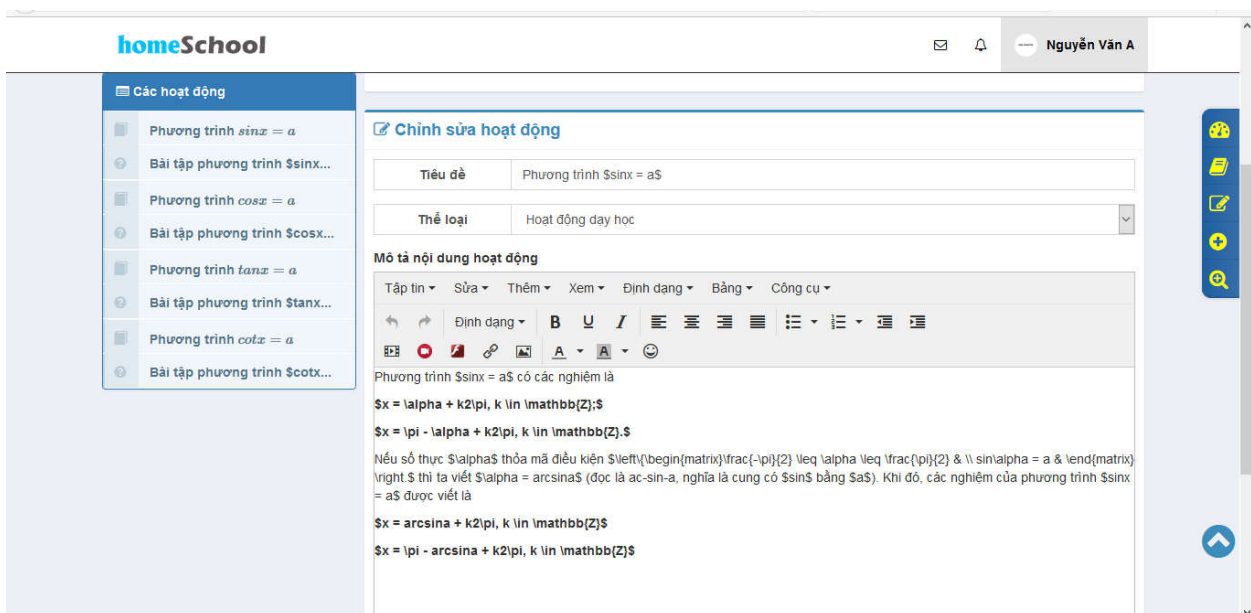 homeSchool
Nguyễn Văn A
Các hoạt động
Phương trình sinx = a
Bài tập phương trình $sinx...
Phương trình cosx = a
Bài tập phương trình $cosx...
Phương trình tanx = a
Bài tập phương trình $tanx...
Phương trình cotx = a
Bài tập phương trình $cotx...
Chỉnh sửa hoạt động
Tiêu đề
Phương trình $sinx = a$
Thể loại
Hoạt động dạy học
Mô tả nội dung hoạt động
Tập tin Sửa Thêm Xem Định dạng Bảng Công cụ
Định dạng B U I
A A
Phương trình $sinx = a$ có các nghiệm là
$x = \alpha + k2\pi, k \in \mathbb{Z};$
$x = \pi - \alpha + k2\pi, k \in \mathbb{Z}.$
Nếu số thực $\alpha$ thỏa mã điều kiện $\left\{\begin{matrix}\frac{-\pi}{2} \leq \alpha \leq \frac{\pi}{2} & \\ sin\alpha = a & \end{matrix}
\right.$ thì ta viết $\alpha = arcsina$ (đọc là ac-sin-a, nghĩa là cung có $sin$ bằng $a$). Khi đó, các nghiệm của phương trình $sinx
= a$ được viết là
$x = arcsina + k2\pi, k \in \mathbb{Z}$
$x = \pi - arcsina + k2\pi, k \in \mathbb{Z}$